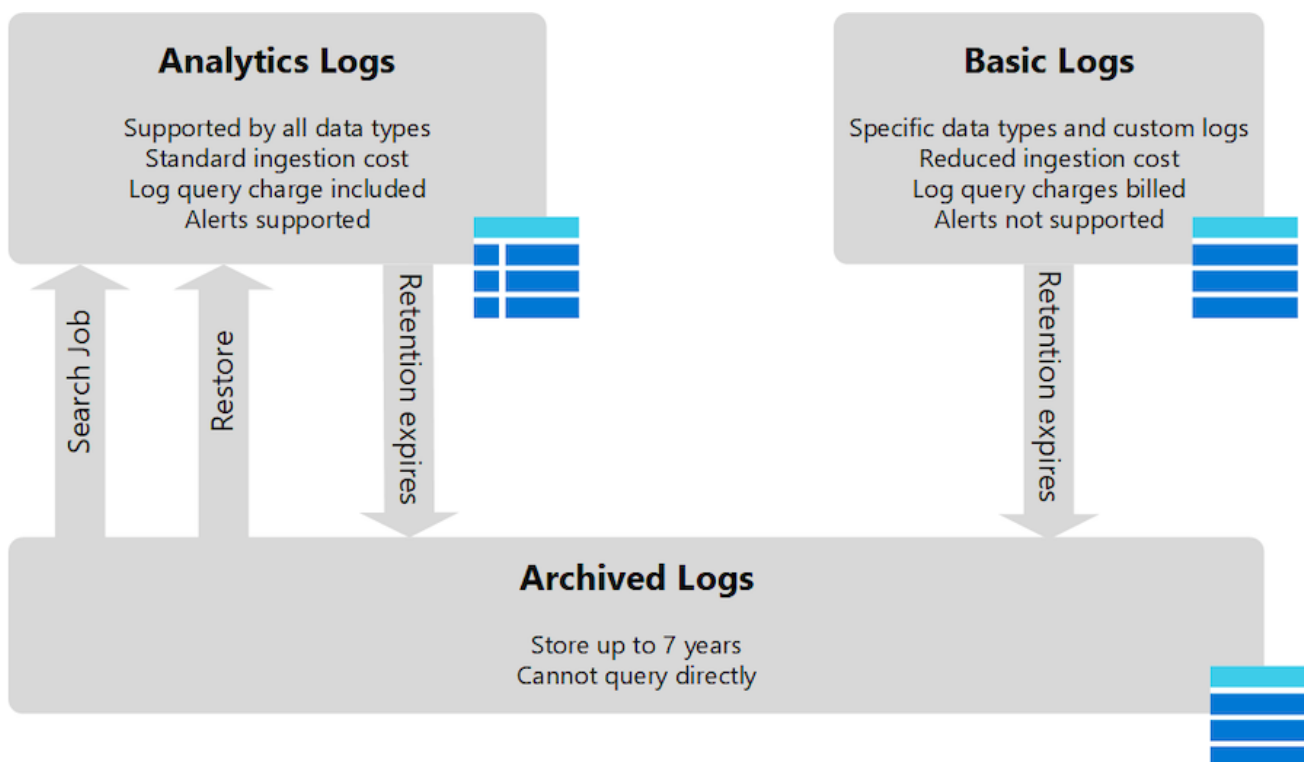 Analytics Logs
Supported by all data types
Standard ingestion cost
Log query charge included
Alerts supported
Basic Logs
Specific data types and custom logs
Reduced ingestion cost
Log query charges billed
Alerts not supported
Search Job
Restore
Retention expires
Retention expires
Archived Logs
Store up to 7 years
Cannot query directly